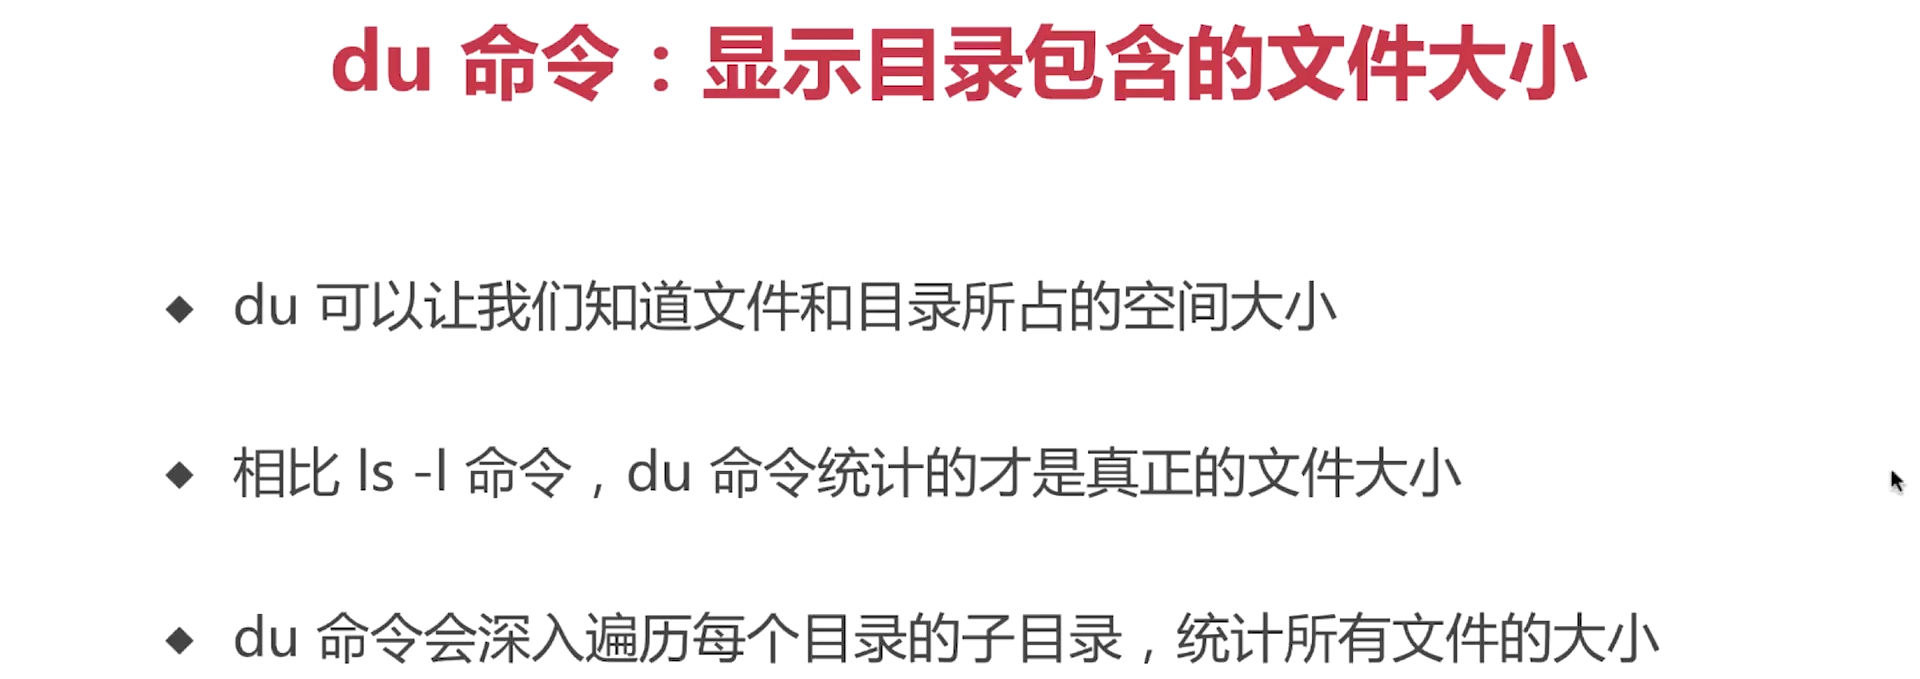 du 命令：显示目录包含的文件大小
◆ du 可以让我们知道文件和目录所占的空间大小
◆ 相比 ls -l 命令，du 命令统计的才是真正的文件大小
◆ du 命令会深入遍历每个目录的子目录，统计所有文件的大小